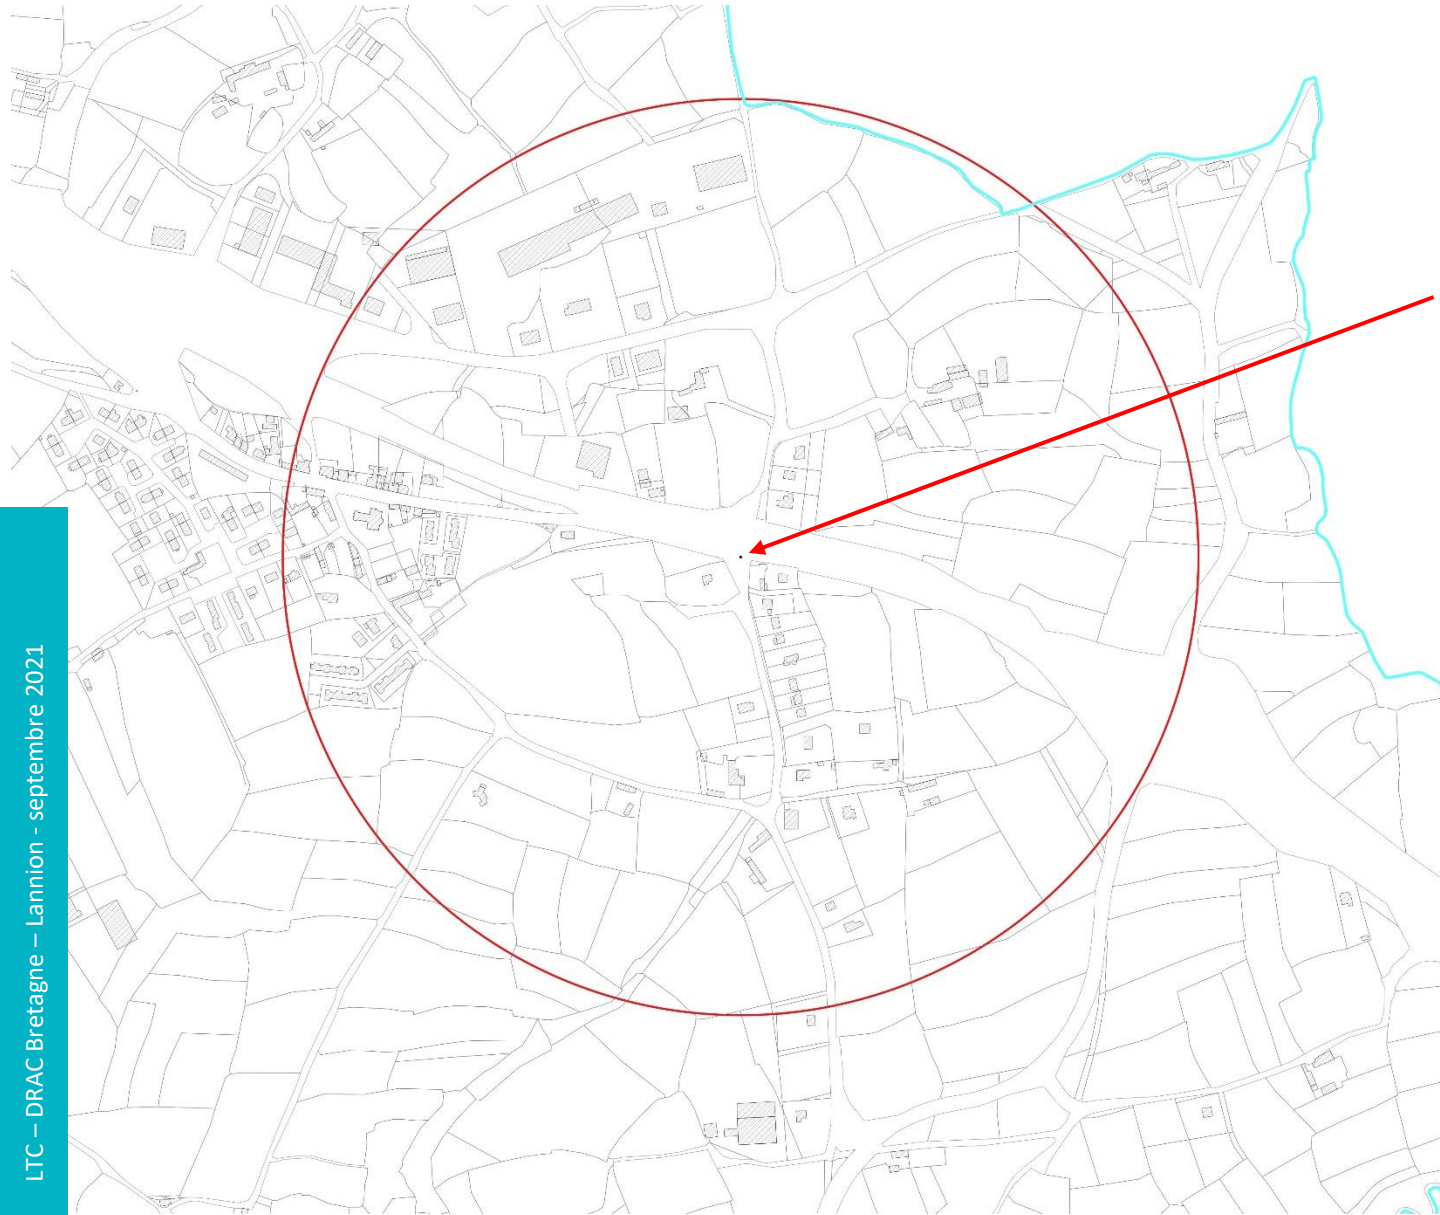 LTC – DRAC Bretagne – Lannion - septembre 2021